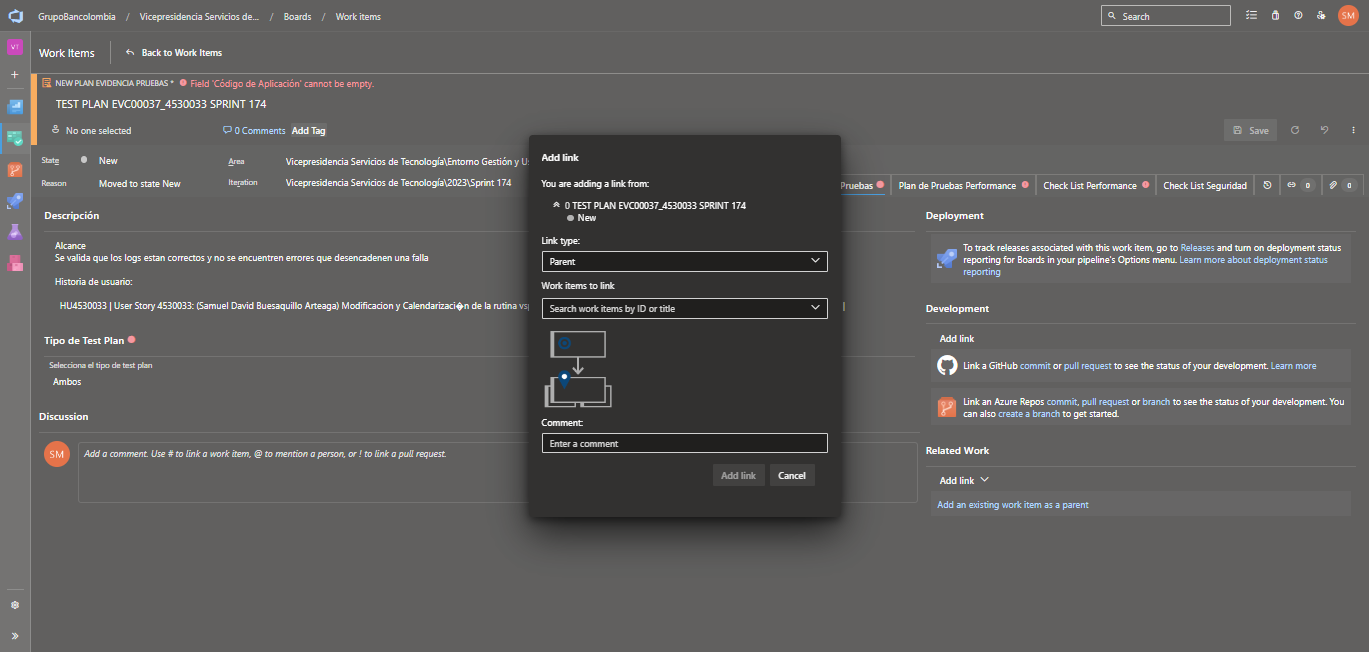 GrupoBancolombia / Vicepresidencia Servicios de... / Boards / Work items
Search
SM
VT
Work Items
Back to Work Items
NEW PLAN EVIDENCIA PRUEBAS * Field 'Código de Aplicación' cannot be empty.
TEST PLAN EVC00037_4530033 SPRINT 174
No one selected
0 Comments
Add Tag
Save
State
New
Area
Vicepresidencia Servicios de Tecnología\Entorno Gestión y Us
Reason
Moved to state New
Iteration
Vicepresidencia Servicios de Tecnología\2023\Sprint 174
Pruebas
Plan de Pruebas Performance
Check List Performance
Check List Seguridad
0
0
Descripción
Alcance
Se valida que los logs estan correctos y no se encuentren errores que desencadenen una falla
Historia de usuario:
HU4530033 | User Story 4530033: (Samuel David Buesaquillo Arteaga) Modificacion y Calendarizaci�n de la rutina vsp
Tipo de Test Plan
Selecciona el tipo de test plan
Ambos
Discussion
SM
Add a comment. Use # to link a work item, @ to mention a person, or ! to link a pull request.
Add link
You are adding a link from:
0 TEST PLAN EVC00037_4530033 SPRINT 174
New
Link type:
Parent
Work items to link
Search work items by ID or title
Comment:
Enter a comment
Add link
Cancel
Deployment
To track releases associated with this work item, go to Releases and turn on deployment status
reporting for Boards in your pipeline's Options menu. Learn more about deployment status
reporting
Development
Add link
Link a GitHub commit or pull request to see the status of your development. Learn more
Link an Azure Repos commit, pull request or branch to see the status of your development. You
can also create a branch to get started.
Related Work
Add link
Add an existing work item as a parent